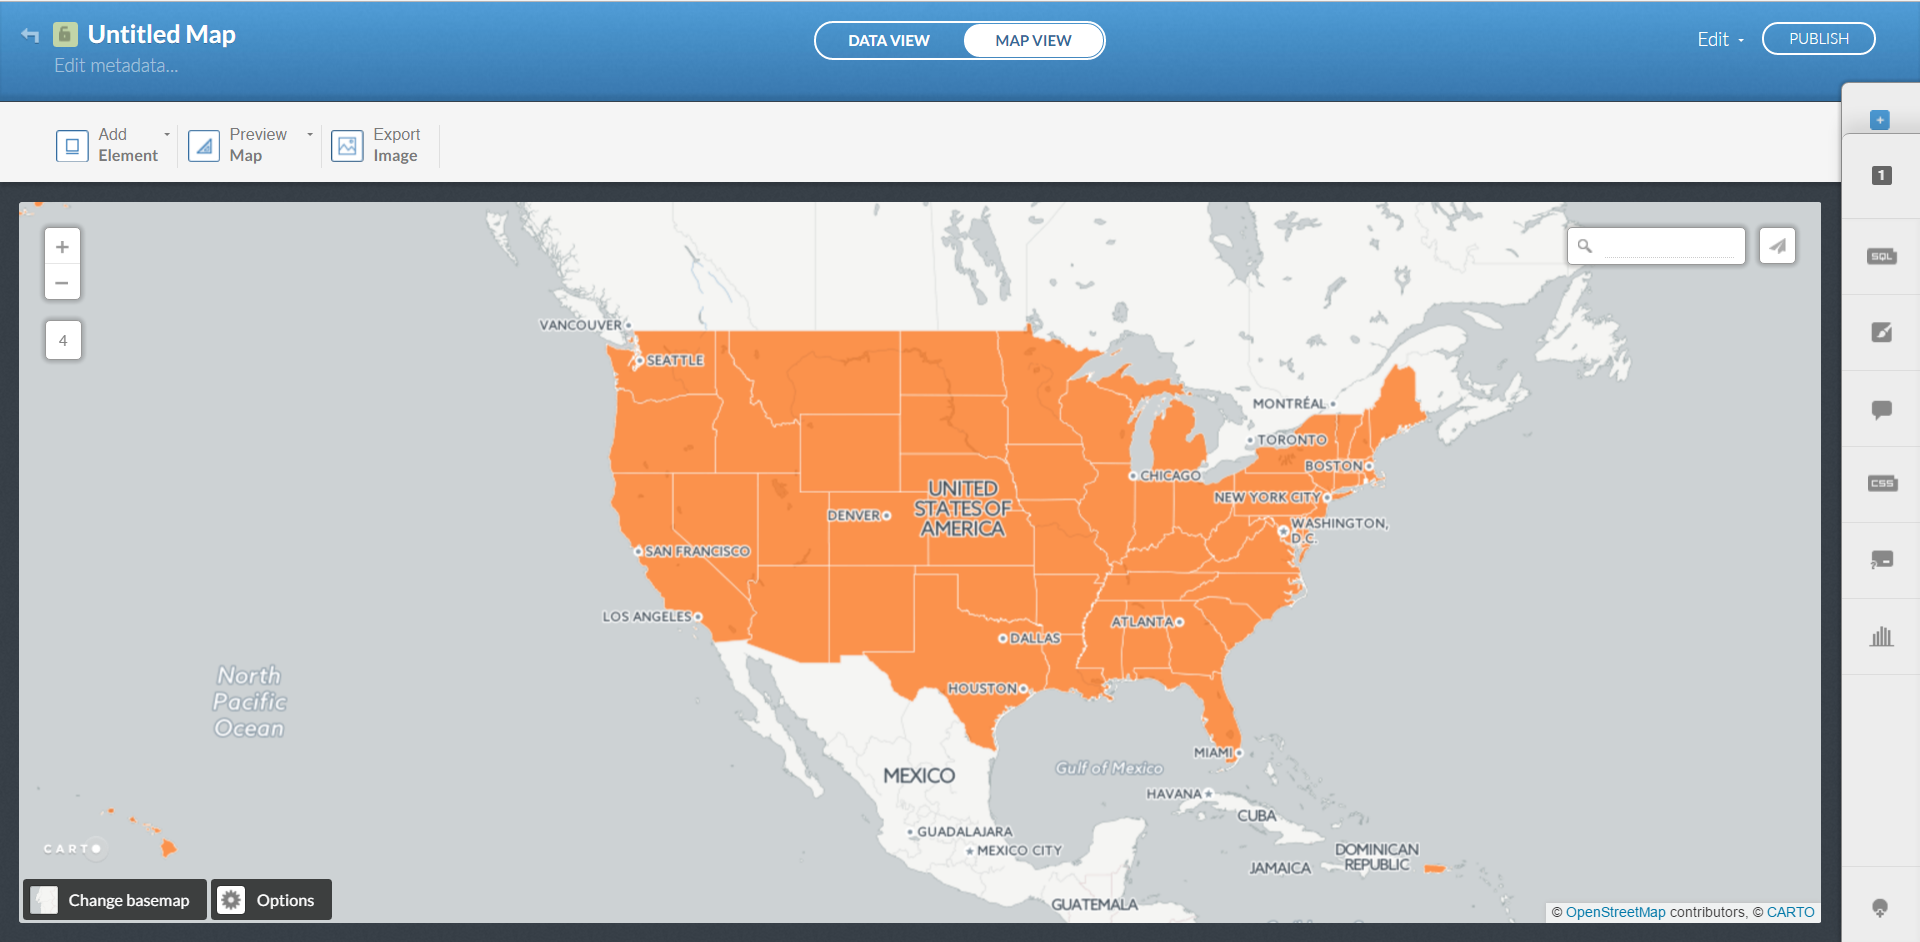 Untitled Map
Edit metadata...
DATA VIEW
MAP VIEW
Edit
PUBLISH
Add
Element
Preview
Map
Export
Image
+
1
SQL
CSS
?
+
−
4
VANCOUVER
SEATTLE
MONTRÉAL
TORONTO
BOSTON
CHICAGO
NEW YORK CITY
UNITED
STATES OF
AMERICA
DENVER
WASHINGTON,
D.C.
SAN FRANCISCO
LOS ANGELES
ATLANTA
DALLAS
HOUSTON
North
Pacific
Ocean
MIAMI
Gulf of Mexico
MEXICO
HAVANA
CUBA
GUADALAJARA
MEXICO CITY
DOMINICAN
REPUBLIC
JAMAICA
GUATEMALA
CARTO
Change basemap
Options
© OpenStreetMap contributors, © CARTO